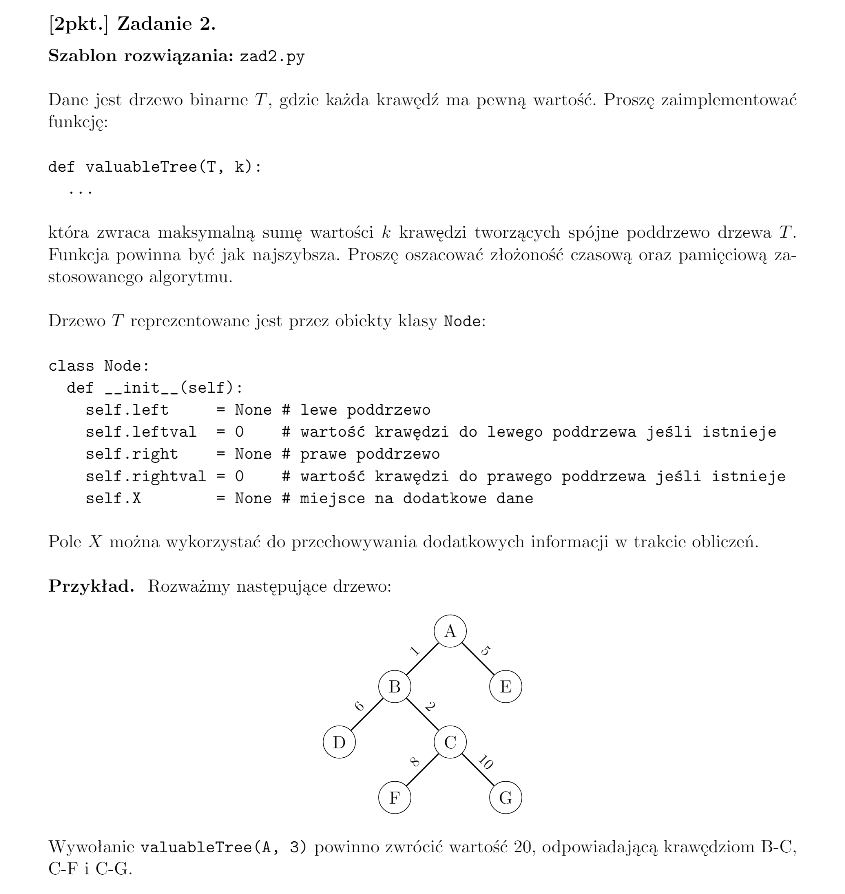 [2pkt.] Zadanie 2.
Szablon rozwiązania: zad2.py
Dane jest drzewo binarne T, gdzie każda krawędź ma pewną wartość. Proszę zaimplementować
funkcję:
def valuableTree(T, k):
  ...
która zwraca maksymalną sumę wartości k krawędzi tworzących spójne poddrzewo drzewa T.
Funkcja powinna być jak najszybsza. Proszę oszacować złożoność czasową oraz pamięciową za-
stosowanego algorytmu.
Drzewo T reprezentowane jest przez obiekty klasy Node:
class Node:
  def __init__(self):
    self.left     = None # lewe poddrzewo
    self.leftval  = 0    # wartość krawędzi do lewego poddrzewa jeśli istnieje
    self.right    = None # prawe poddrzewo
    self.rightval = 0    # wartość krawędzi do prawego poddrzewa jeśli istnieje
    self.X        = None # miejsce na dodatkowe dane
Pole X można wykorzystać do przechowywania dodatkowych informacji w trakcie obliczeń.
Przykład. Rozważmy następujące drzewo:
A
1 5
B E
6 2
D C
8 10
F G
Wywołanie valuableTree(A, 3) powinno zwrócić wartość 20, odpowiadającą krawędziom B-C,
C-F i C-G.